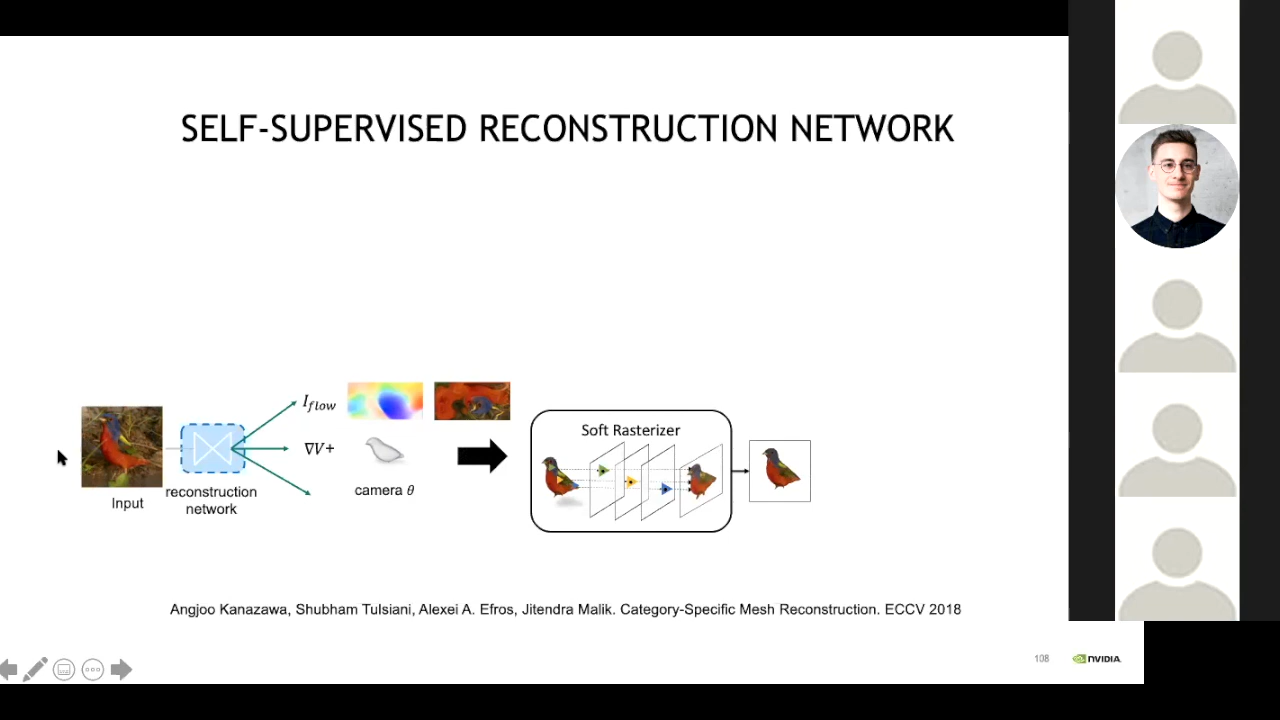 SELF-SUPERVISED RECONSTRUCTION NETWORK
I_flow
∇V+
camera θ
Input
reconstruction
network
Soft Rasterizer
Angjoo Kanazawa, Shubham Tulsiani, Alexei A. Efros, Jitendra Malik. Category-Specific Mesh Reconstruction. ECCV 2018
108
NVIDIA.